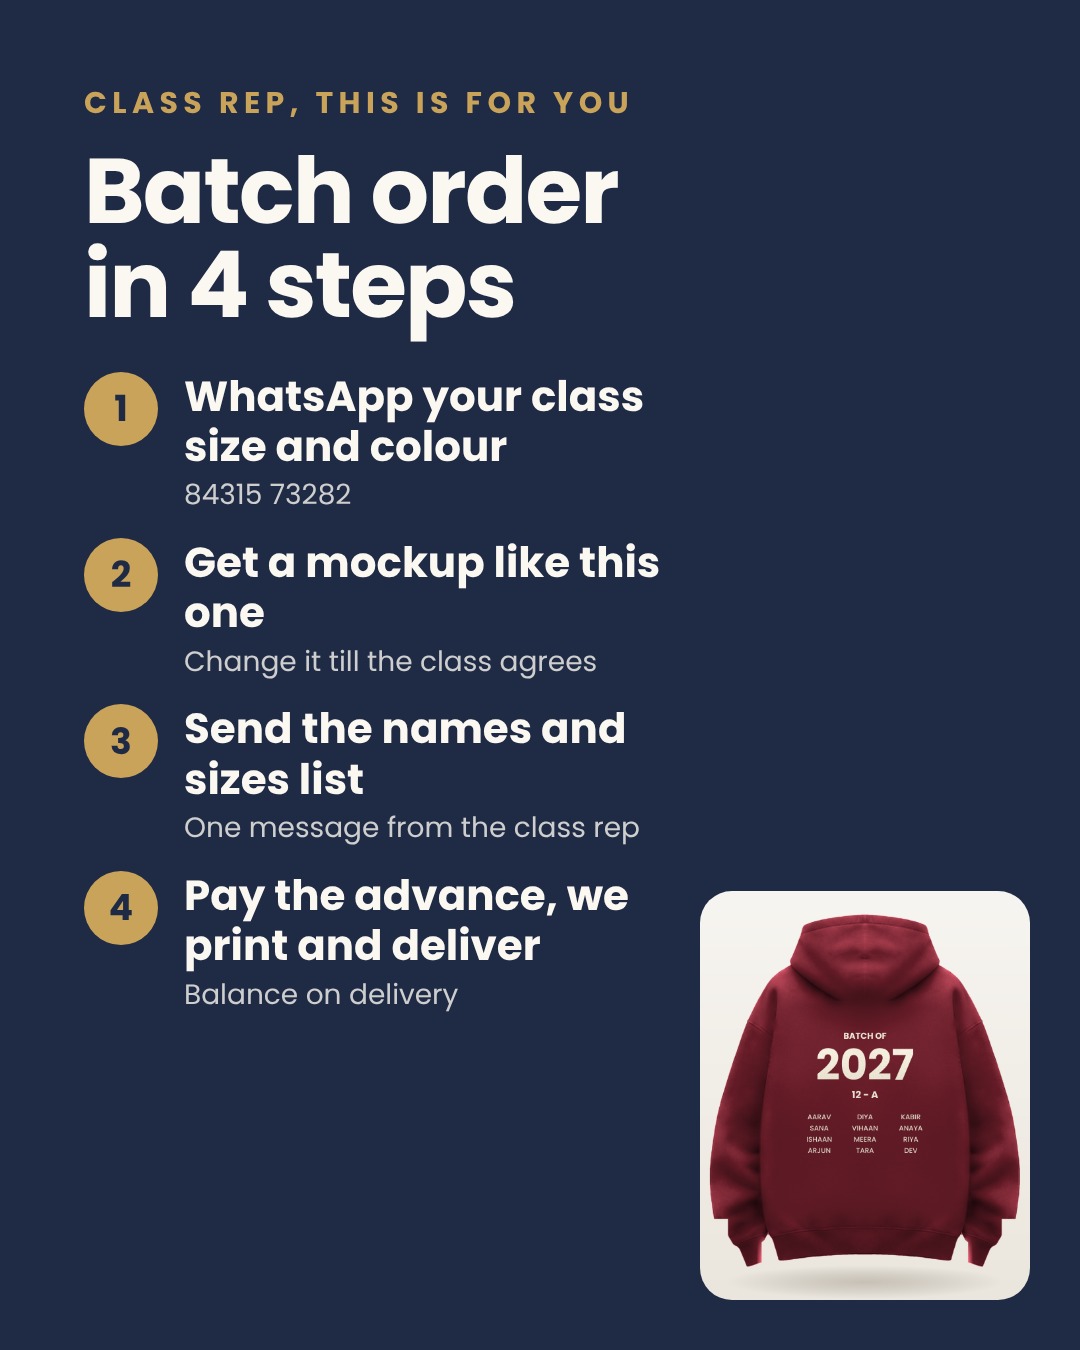 CLASS REP, THIS IS FOR YOU
Batch order
in 4 steps
1
WhatsApp your class
size and colour
84315 73282
2
Get a mockup like this
one
Change it till the class agrees
3
Send the names and
sizes list
One message from the class rep
4
Pay the advance, we
print and deliver
Balance on delivery
BATCH OF
2027
12 - A
AARAV DIYA KABIR
SANA VIHAAN ANAYA
ISHAAN MEERA RIYA
ARJUN TARA DEV